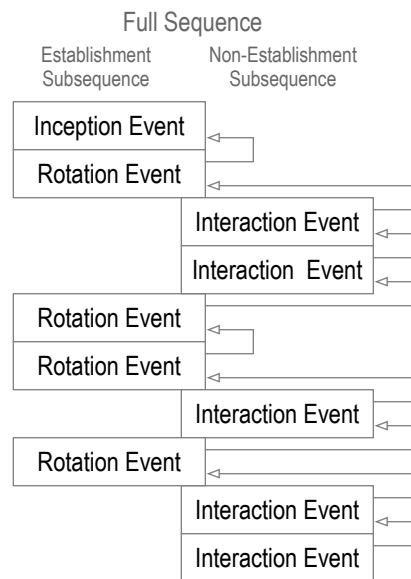 Full Sequence
Establishment Non-Establishment
Subsequence Subsequence
Inception Event
Rotation Event
Interaction Event
Interaction Event
Rotation Event
Rotation Event
Interaction Event
Rotation Event
Interaction Event
Interaction Event